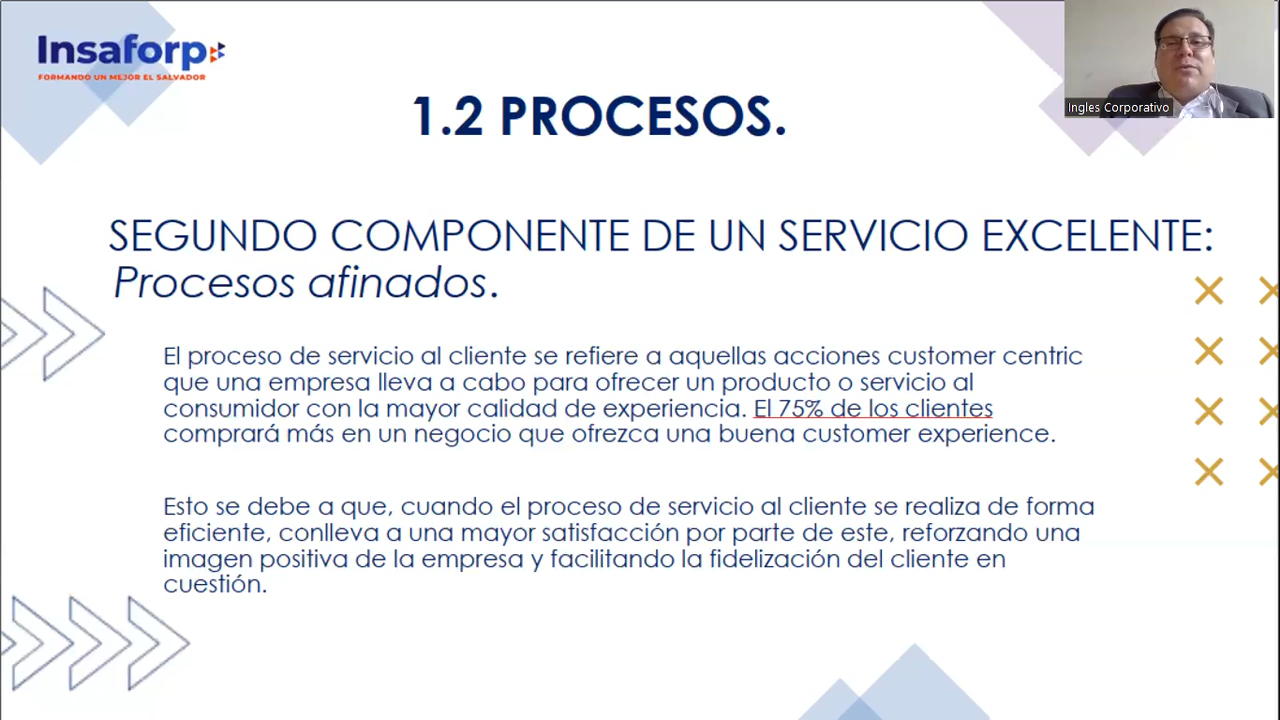 Insaforp
FORMANDO UN MEJOR EL SALVADOR
Ingles Corporativo
1.2 PROCESOS.
SEGUNDO COMPONENTE DE UN SERVICIO EXCELENTE:
Procesos afinados.
El proceso de servicio al cliente se refiere a aquellas acciones customer centric
que una empresa lleva a cabo para ofrecer un producto o servicio al
consumidor con la mayor calidad de experiencia. El 75% de los clientes
comprará más en un negocio que ofrezca una buena customer experience.
Esto se debe a que, cuando el proceso de servicio al cliente se realiza de forma
eficiente, conlleva a una mayor satisfacción por parte de este, reforzando una
imagen positiva de la empresa y facilitando la fidelización del cliente en
cuestión.